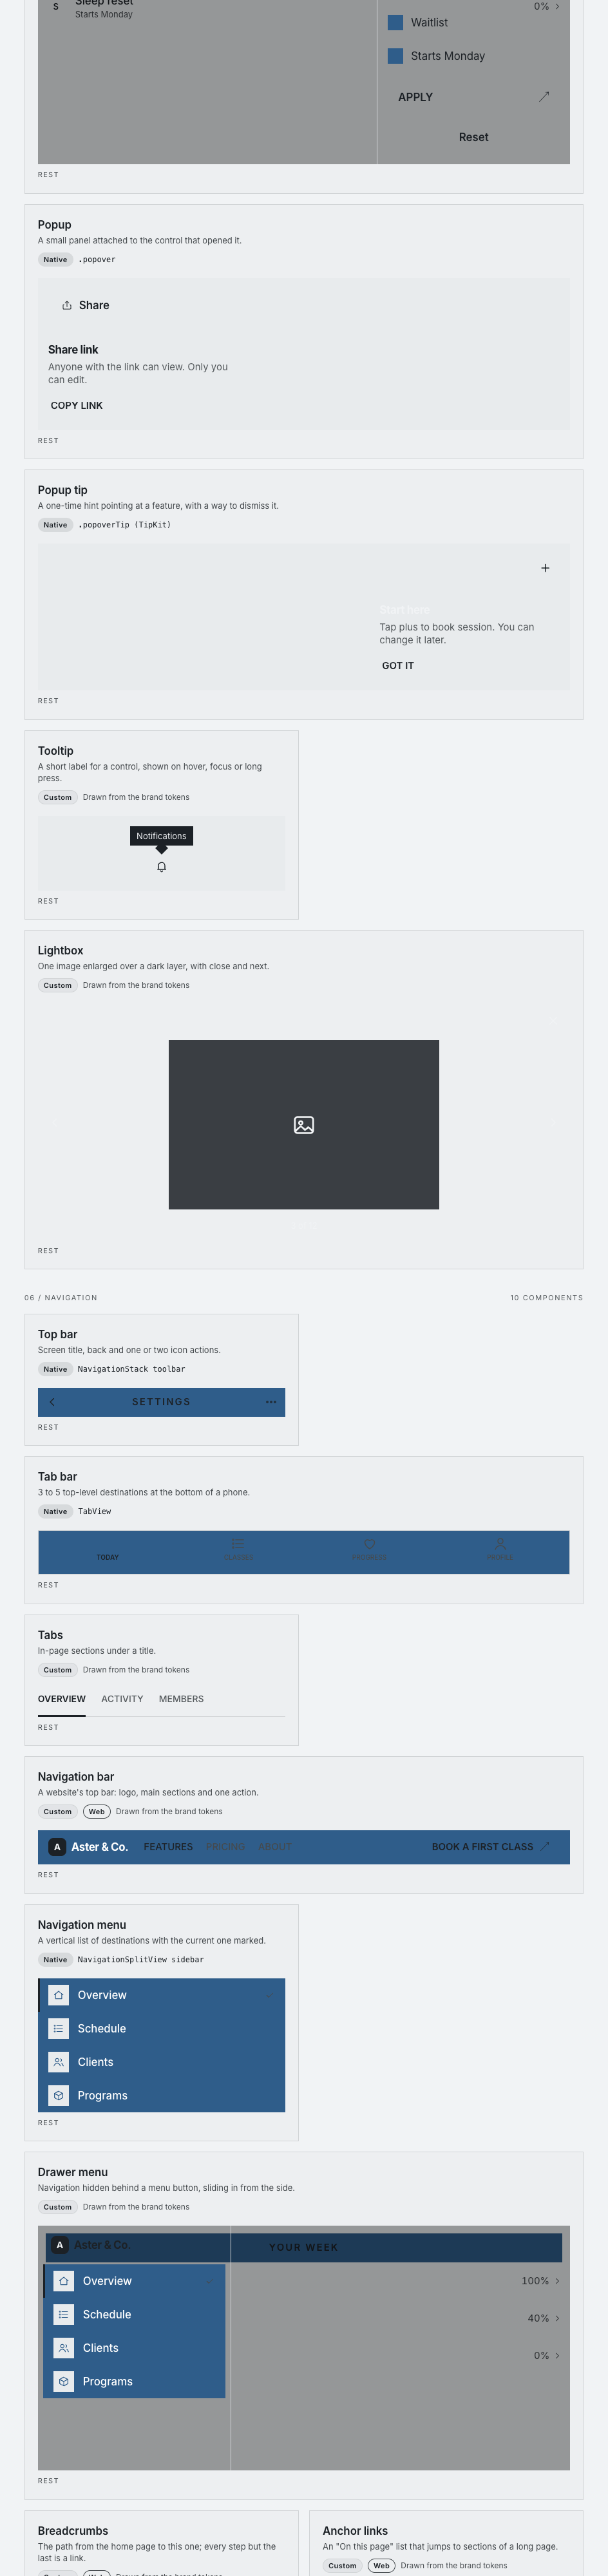 S
Sleep reset
Starts Monday
0%
Waitlist
Starts Monday
APPLY
Reset
REST
Popup
A small panel attached to the control that opened it.
Native .popover
Share
Share link
Anyone with the link can view. Only you
can edit.
COPY LINK
REST
Popup tip
A one-time hint pointing at a feature, with a way to dismiss it.
Native .popoverTip (TipKit)
Start here
Tap plus to book session. You can
change it later.
GOT IT
REST
Tooltip
A short label for a control, shown on hover, focus or long
press.
Custom Drawn from the brand tokens
Notifications
REST
Lightbox
One image enlarged over a dark layer, with close and next.
Custom Drawn from the brand tokens
REST
06 / NAVIGATION
10 COMPONENTS
Top bar
Screen title, back and one or two icon actions.
Native NavigationStack toolbar
SETTINGS
REST
Tab bar
3 to 5 top-level destinations at the bottom of a phone.
Native TabView
TODAY
REST
Tabs
In-page sections under a title.
Custom Drawn from the brand tokens
OVERVIEW ACTIVITY MEMBERS
REST
Navigation bar
A website's top bar: logo, main sections and one action.
Custom Web Drawn from the brand tokens
A Aster & Co. FEATURES PRICING ABOUT BOOK A FIRST CLASS
REST
Navigation menu
A vertical list of destinations with the current one marked.
Native NavigationSplitView sidebar
Overview
Schedule
Clients
Programs
REST
Drawer menu
Navigation hidden behind a menu button, sliding in from the side.
Custom Drawn from the brand tokens
A Aster & Co.
YOUR WEEK
Overview
100%
Schedule
40%
Clients
0%
Programs
REST
Breadcrumbs
The path from the home page to this one; every step but the
last is a link.
Anchor links
An "On this page" list that jumps to sections of a long page.
Custom Web Drawn from the brand tokens